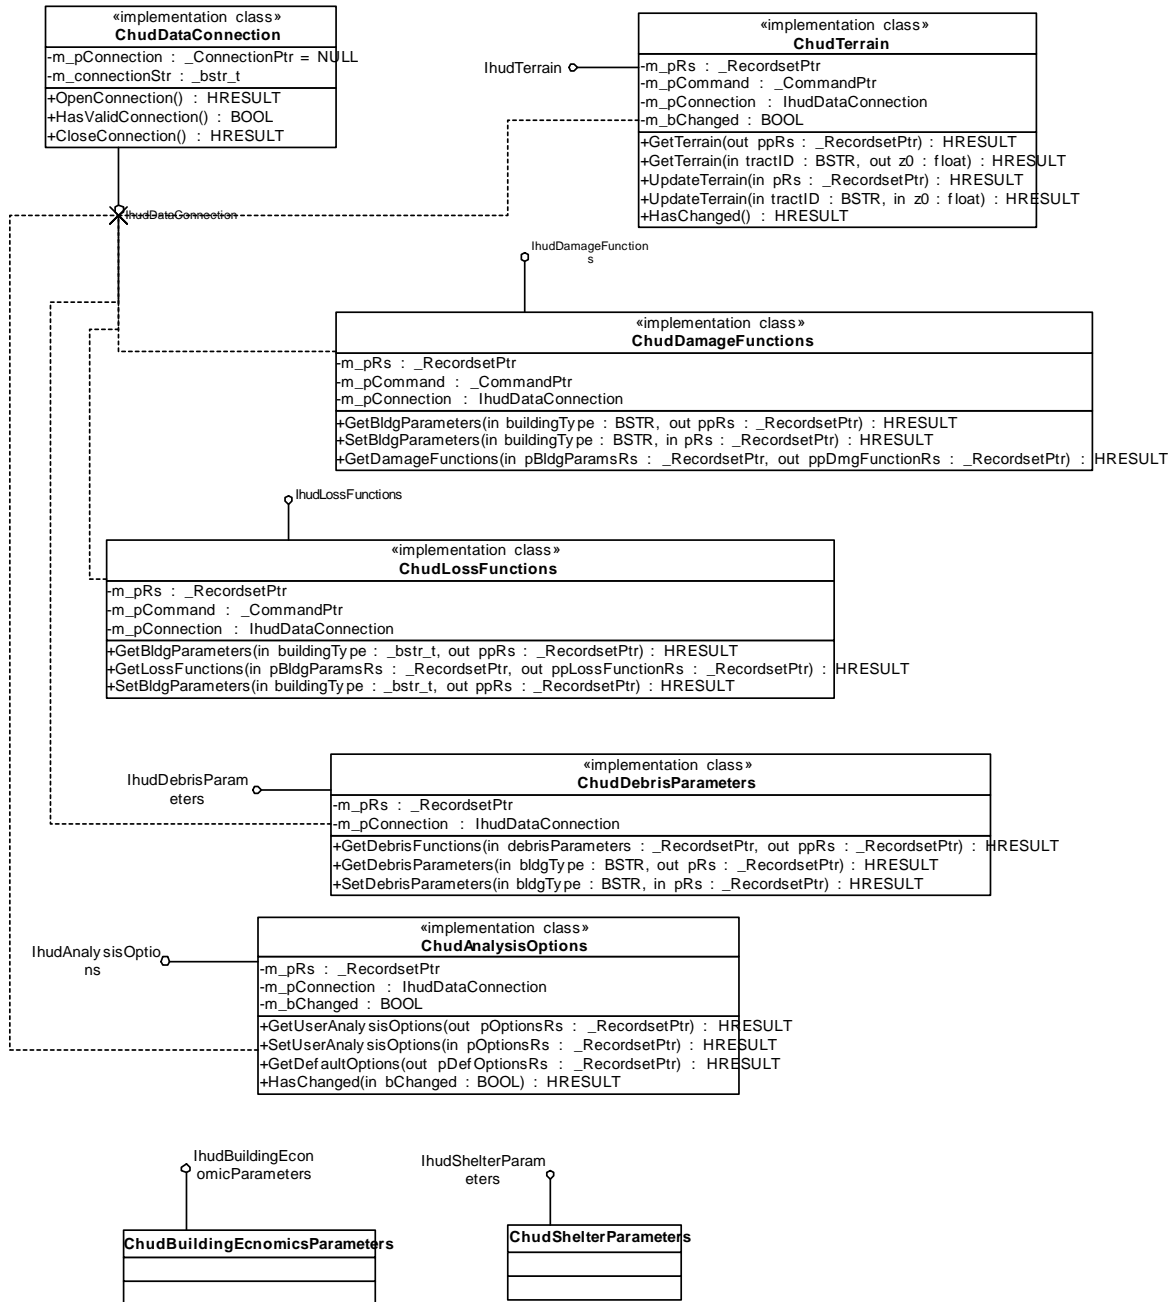 «implementation class»
ChudDataConnection
-m_pConnection : _ConnectionPtr = NULL
-m_connectionStr : _bstr_t
+OpenConnection() : HRESULT
+HasValidConnection() : BOOL
+CloseConnection() : HRESULT
IhudDataConnection
«implementation class»
ChudTerrain
IhudTerrain
-m_pRs : _RecordsetPtr
-m_pCommand : _CommandPtr
-m_pConnection : IhudDataConnection
-m_bChanged : BOOL
+GetTerrain(out ppRs : _RecordsetPtr) : HRESULT
+GetTerrain(in tractID : BSTR, out z0 : float) : HRESULT
+UpdateTerrain(in pRs : _RecordsetPtr) : HRESULT
+UpdateTerrain(in tractID : BSTR, in z0 : float) : HRESULT
+HasChanged() : HRESULT
IhudDamageFunction
s
«implementation class»
ChudDamageFunctions
-m_pRs : _RecordsetPtr
-m_pCommand : _CommandPtr
-m_pConnection : IhudDataConnection
+GetBldgParameters(in buildingType : BSTR, out ppRs : _RecordsetPtr) : HRESULT
+SetBldgParameters(in buildingType : BSTR, in pRs : _RecordsetPtr) : HRESULT
+GetDamageFunctions(in pBldgParamsRs : _RecordsetPtr, out ppDmgFunctionRs : _RecordsetPtr) : HRESULT
IhudLossFunctions
«implementation class»
ChudLossFunctions
-m_pRs : _RecordsetPtr
-m_pCommand : _CommandPtr
-m_pConnection : IhudDataConnection
+GetBldgParameters(in buildingType : _bstr_t, out ppRs : _RecordsetPtr) : HRESULT
+GetLossFunctions(in pBldgParamsRs : _RecordsetPtr, out ppLossFunctionRs : _RecordsetPtr) : HRESULT
+SetBldgParameters(in buildingType : _bstr_t, out ppRs : _RecordsetPtr) : HRESULT
IhudDebrisParam
eters
«implementation class»
ChudDebrisParameters
-m_pRs : _RecordsetPtr
-m_pConnection : IhudDataConnection
+GetDebrisFunctions(in debrisParameters : _RecordsetPtr, out ppRs : _RecordsetPtr) : HRESULT
+GetDebrisParameters(in bldgType : BSTR, out pRs : _RecordsetPtr) : HRESULT
+SetDebrisParameters(in bldgType : BSTR, in pRs : _RecordsetPtr) : HRESULT
IhudAnalysisOptio
ns
«implementation class»
ChudAnalysisOptions
-m_pRs : _RecordsetPtr
-m_pConnection : IhudDataConnection
-m_bChanged : BOOL
+GetUserAnalysisOptions(out pOptionsRs : _RecordsetPtr) : HRESULT
+SetUserAnalysisOptions(in pOptionsRs : _RecordsetPtr) : HRESULT
+GetDefaultOptions(out pDefOptionsRs : _RecordsetPtr) : HRESULT
+HasChanged(in bChanged : BOOL) : HRESULT
IhudBuildingEcon
omicParameters
ChudBuildingEcnomicsParameters
IhudShelterParam
eters
ChudShelterParameters